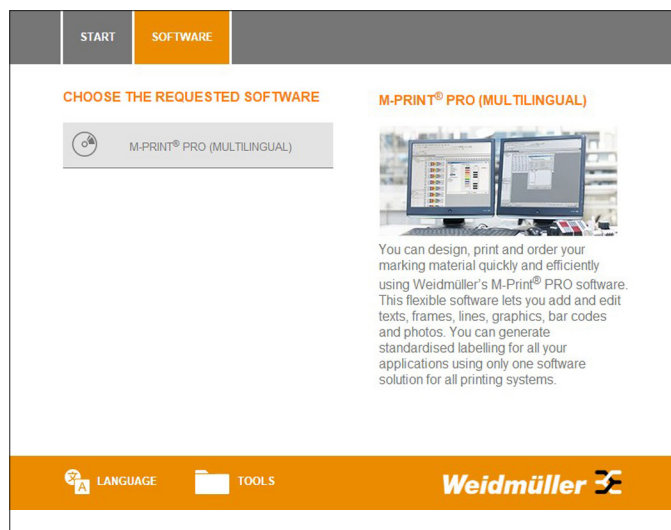 START
SOFTWARE
CHOOSE THE REQUESTED SOFTWARE
M-PRINT® PRO (MULTILINGUAL)
M-PRINT® PRO (MULTILINGUAL)
You can design, print and order your
marking material quickly and efficiently
using Weidmüller's M-Print® PRO software.
This flexible software lets you add and edit
texts, frames, lines, graphics, bar codes
and photos. You can generate
standardised labelling for all your
applications using only one software
solution for all printing systems.
LANGUAGE
TOOLS
Weidmüller